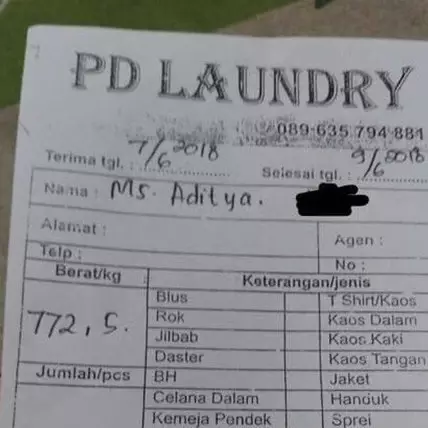 PD LAUNDRY
089 635 794 881
Terima tgl. : 7/6 2018 Selesai tgl. : 9/6 2018
Nama : Ms. Aditya.
Alamat :
Agen :
Telp :
No :
Berat/kg Keterangan/jenis
Blus T Shirt/Kaos
772, 5. Rok Kaos Dalam
Jilbab Kaos Kaki
Daster Kaos Tangan
Jumlah/pcs BH Jaket
Celana Dalam Handuk
Kemeja Pendek Sprei